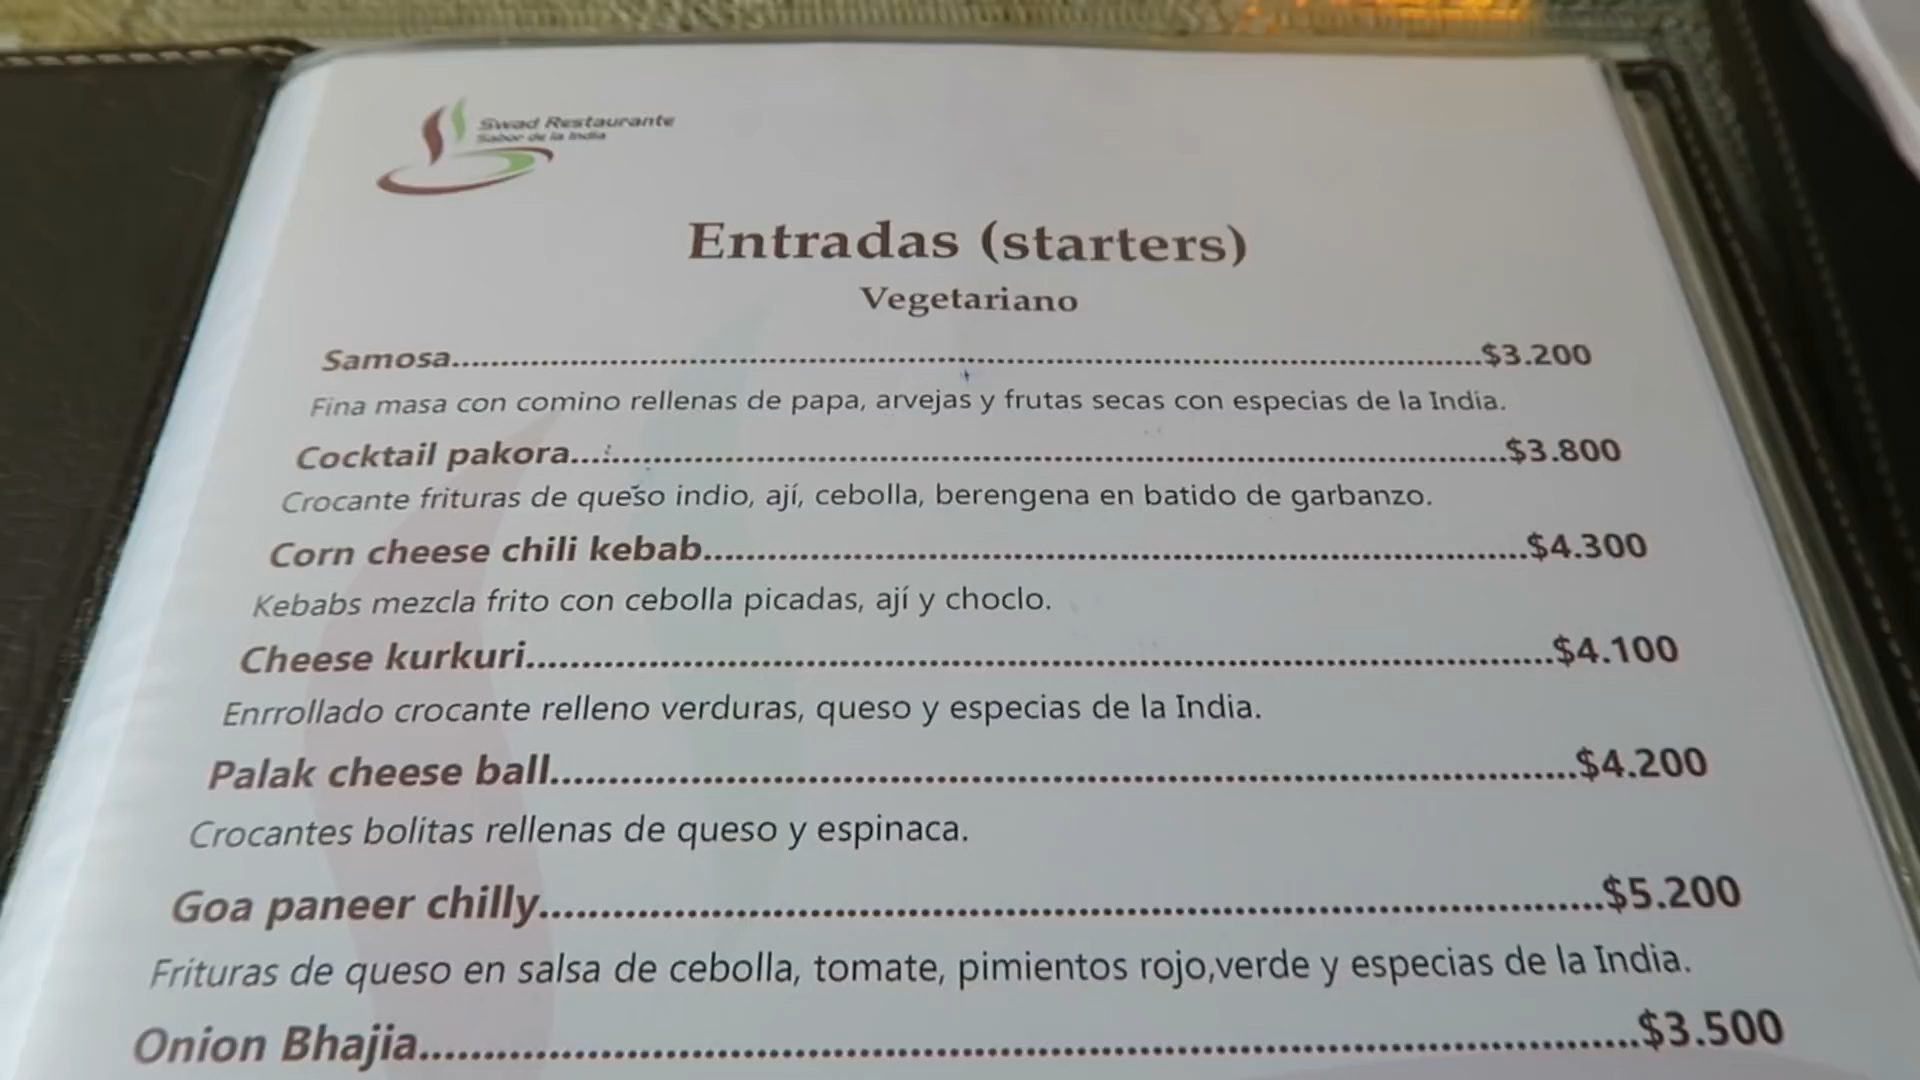 Swad Restaurante
Sabor de la India
Entradas (starters)
Vegetariano
Samosa..........$3.200
Fina masa con comino rellenas de papa, arvejas y frutas secas con especias de la India.
Cocktail pakora..........$3.800
Crocante frituras de queso indio, ají, cebolla, berengena en batido de garbanzo.
Corn cheese chili kebab..........$4.300
Kebabs mezcla frito con cebolla picadas, ají y choclo.
Cheese kurkuri..........$4.100
Enrrollado crocante relleno verduras, queso y especias de la India.
Palak cheese ball..........$4.200
Crocantes bolitas rellenas de queso y espinaca.
Goa paneer chilly..........$5.200
Frituras de queso en salsa de cebolla, tomate, pimientos rojo,verde y especias de la India.
Onion Bhajia..........$3.500